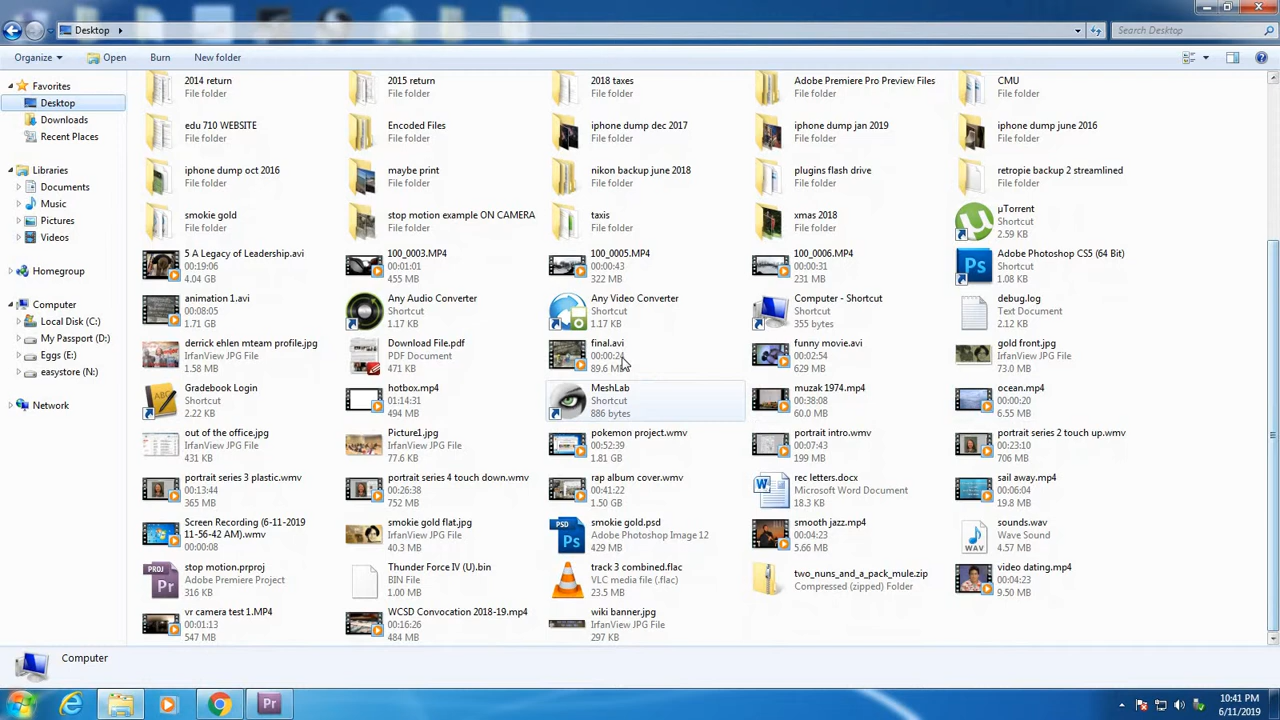 Desktop
Search Desktop
Organize Open Burn New folder
Favorites
Desktop
Downloads
Recent Places
Libraries
Documents
Music
Pictures
Videos
Homegroup
Computer
Local Disk (C:)
My Passport (D:)
Eggs (E:)
easystore (N:)
Network
2014 return
File folder
2015 return
File folder
2018 taxes
File folder
Adobe Premiere Pro Preview Files
File folder
CMU
File folder
edu 710 WEBSITE
File folder
Encoded Files
File folder
iphone dump dec 2017
File folder
iphone dump jan 2019
File folder
iphone dump june 2016
File folder
iphone dump oct 2016
File folder
maybe print
File folder
nikon backup june 2018
File folder
plugins flash drive
File folder
retropie backup 2 streamlined
File folder
smokie gold
File folder
stop motion example ON CAMERA
File folder
taxis
File folder
xmas 2018
File folder
µTorrent
Shortcut
2.59 KB
5 A Legacy of Leadership.avi
00:19:06
4.04 GB
100_0003.MP4
00:01:01
455 MB
100_0005.MP4
00:00:43
322 MB
100_0006.MP4
00:00:31
231 MB
Adobe Photoshop CS5 (64 Bit)
Shortcut
1.08 KB
animation 1.avi
00:08:05
1.71 GB
Any Audio Converter
Shortcut
1.17 KB
Any Video Converter
Shortcut
1.17 KB
Computer - Shortcut
Shortcut
355 bytes
debug.log
Text Document
2.12 KB
derrick ehlen mteam profile.jpg
IrfanView JPG File
1.58 MB
Download File.pdf
PDF Document
471 KB
final.avi
00:00:24
89.6 MB
funny movie.avi
00:02:54
629 MB
gold front.jpg
IrfanView JPG File
73.0 MB
Gradebook Login
Shortcut
2.22 KB
hotbox.mp4
01:14:31
494 MB
MeshLab
Shortcut
886 bytes
muzak 1974.mp4
00:38:08
60.0 MB
ocean.mp4
00:00:20
6.55 MB
out of the office.jpg
IrfanView JPG File
431 KB
Picture1.jpg
IrfanView JPG File
77.6 KB
pokemon project.wmv
00:52:39
1.81 GB
portrait intro.wmv
00:07:43
199 MB
portrait series 2 touch up.wmv
00:23:10
706 MB
portrait series 3 plastic.wmv
00:13:44
365 MB
portrait series 4 touch down.wmv
00:26:38
752 MB
rap album cover.wmv
00:41:22
1.50 GB
rec letters.docx
Microsoft Word Document
18.3 KB
sail away.mp4
00:06:04
19.8 MB
Screen Recording (6-11-2019
11-56-42 AM).wmv
00:00:08
smokie gold flat.jpg
IrfanView JPG File
40.3 MB
smokie gold.psd
Adobe Photoshop Image 12
429 MB
smooth jazz.mp4
00:04:23
5.66 MB
sounds.wav
Wave Sound
4.57 MB
stop motion.prproj
Adobe Premiere Project
316 KB
Thunder Force IV (U).bin
BIN File
1.00 MB
track 3 combined.flac
VLC media file (.flac)
23.5 MB
two_nuns_and_a_pack_mule.zip
Compressed (zipped) Folder
video dating.mp4
00:04:23
9.50 MB
vr camera test 1.MP4
00:01:13
547 MB
WCSD Convocation 2018-19.mp4
00:16:26
484 MB
wiki banner.jpg
IrfanView JPG File
297 KB
Computer
10:41 PM
6/11/2019